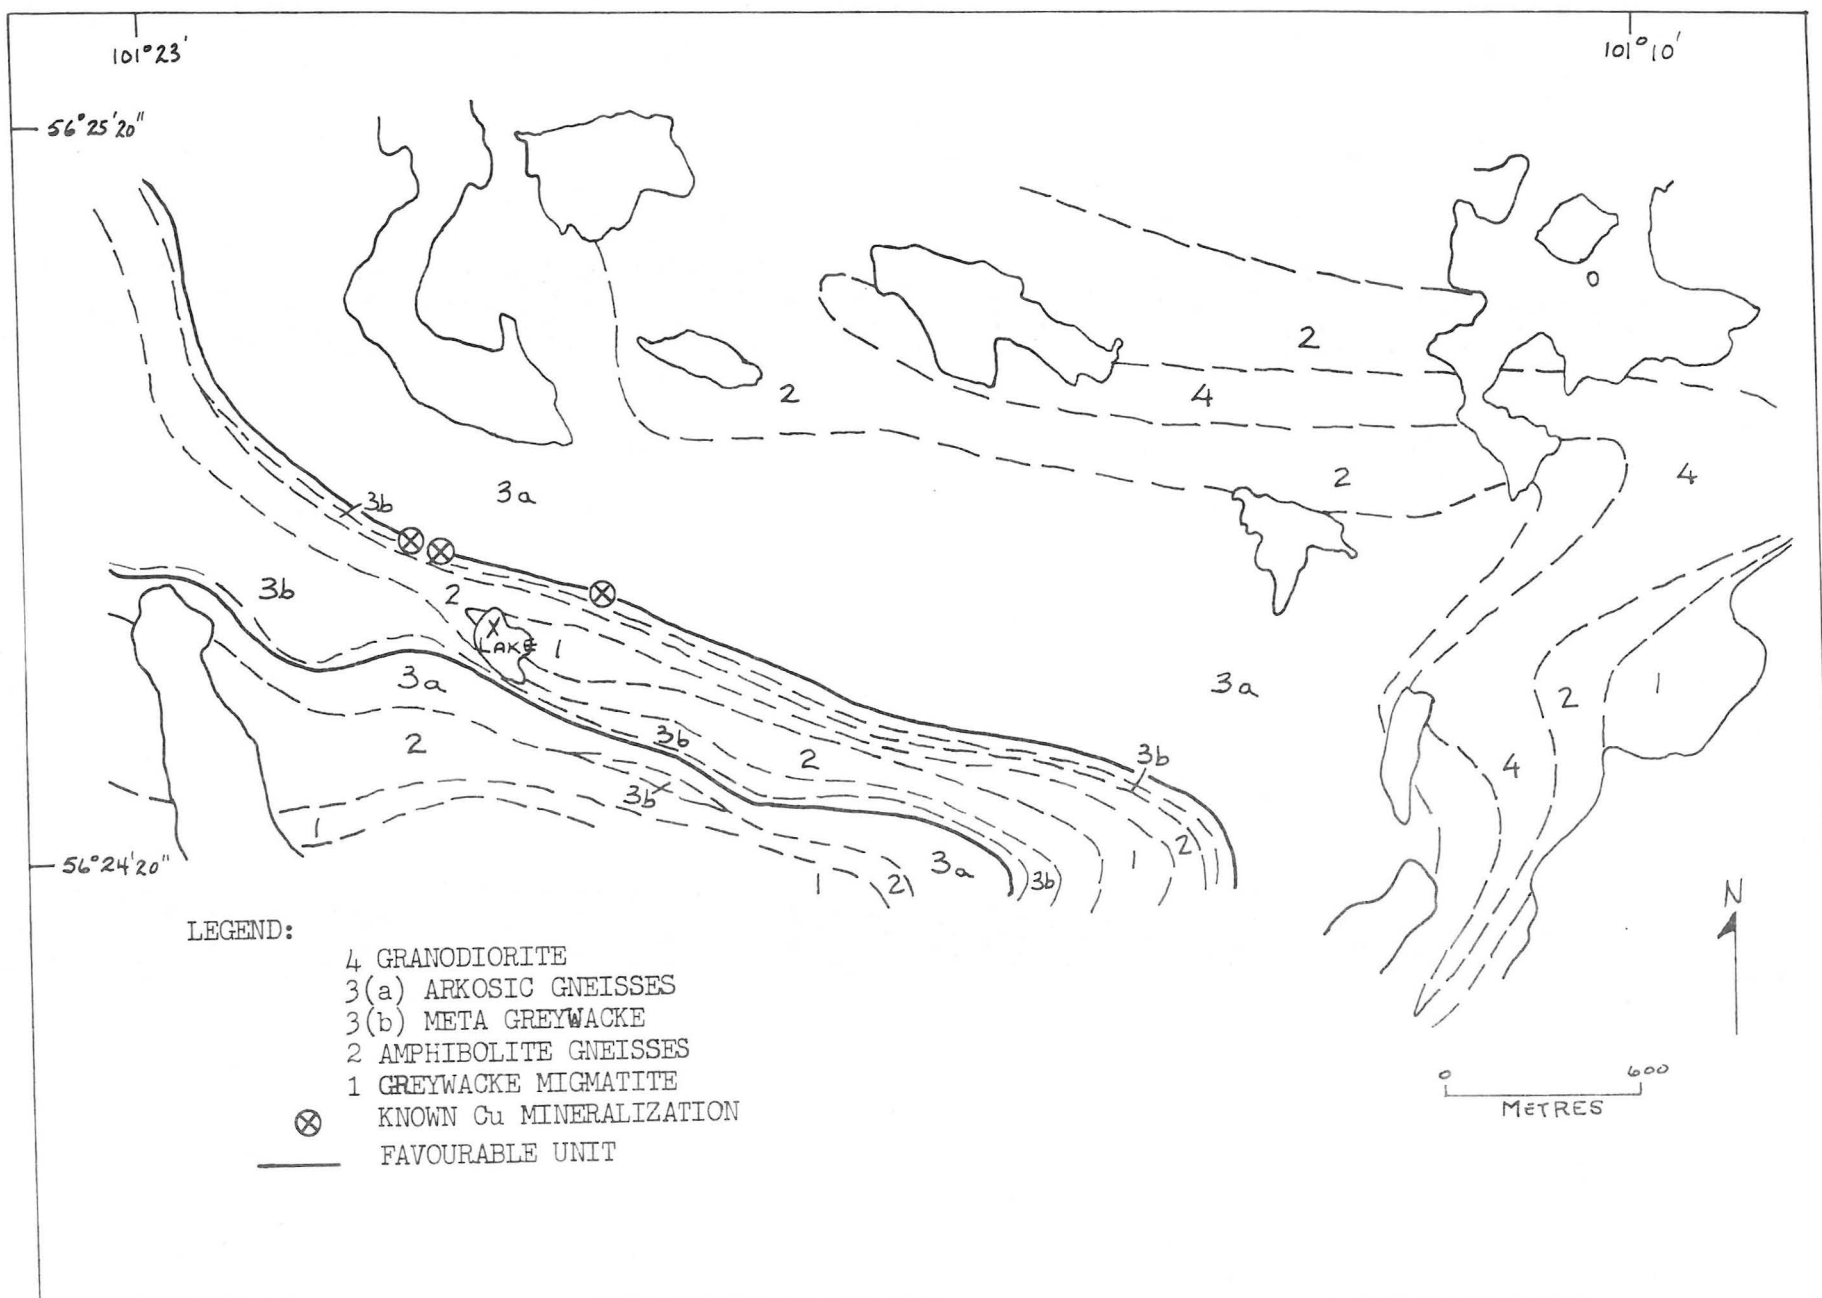 101°23'
101°10'
56°25'20"
2
2
4
2
4
3a
3b
3b
2
X
LAKE
1
3a
3a
1
2
2
3b
2
3b
4
3b
1
2
1
3a
3b
1
2
56°24'20"
N
LEGEND:
4 GRANODIORITE
3(a) ARKOSIC GNEISSES
3(b) META GREYWACKE
2 AMPHIBOLITE GNEISSES
1 GREYWACKE MIGMATITE
KNOWN Cu MINERALIZATION
FAVOURABLE UNIT
0 600
METRES